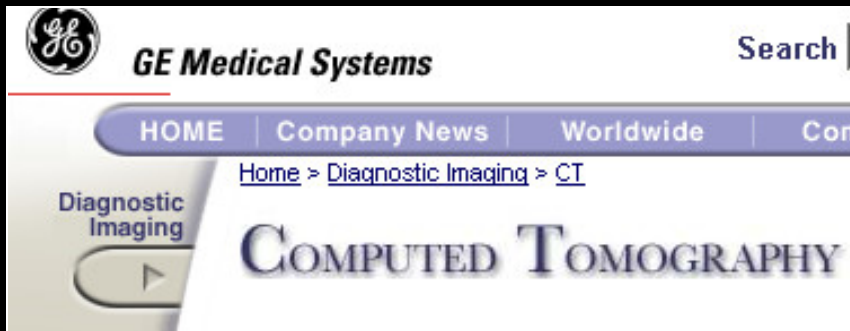 GE
GE Medical Systems
Search
HOME Company News Worldwide
Home > Diagnostic Imaging > CT
Diagnostic
Imaging
COMPUTED TOMOGRAPHY